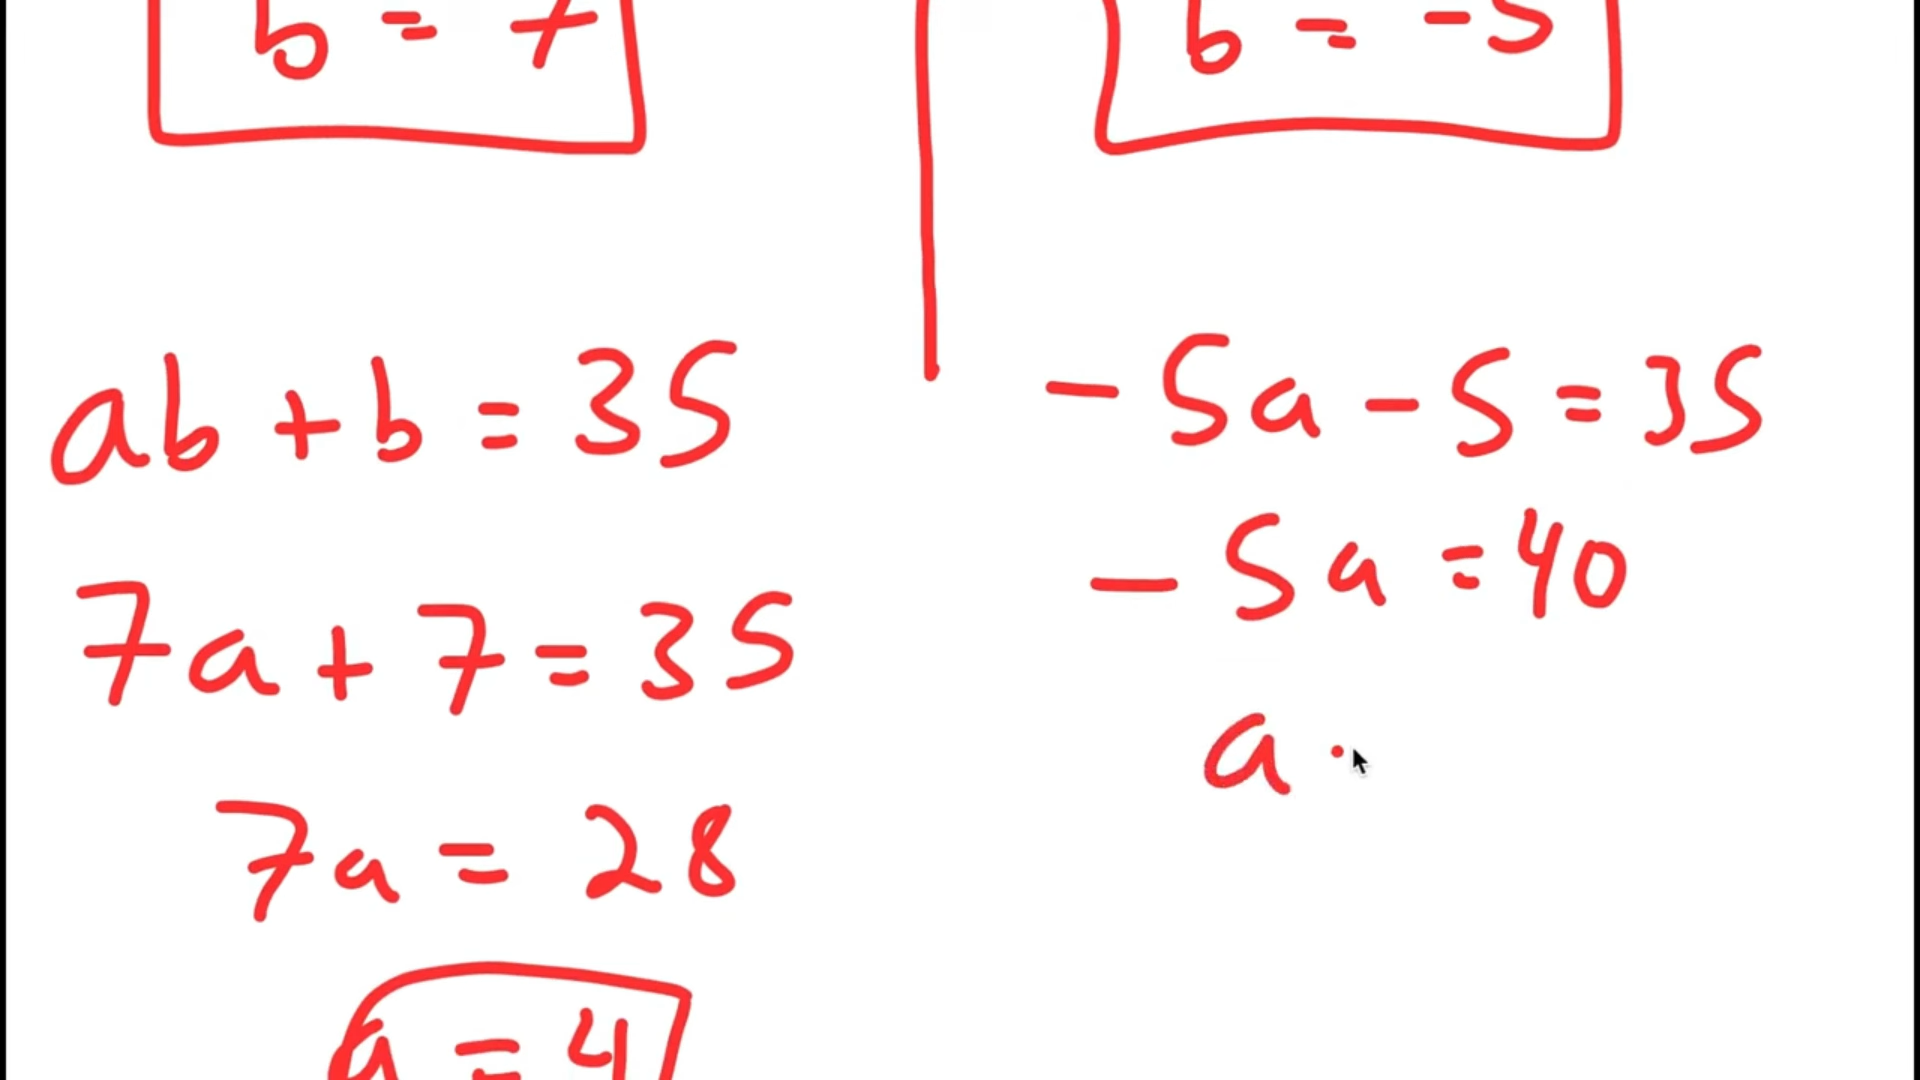 b = 7
ab + b = 35
7a + 7 = 35
7a = 28
a = 4
b = -5
-5a - 5 = 35
-5a = 40
a